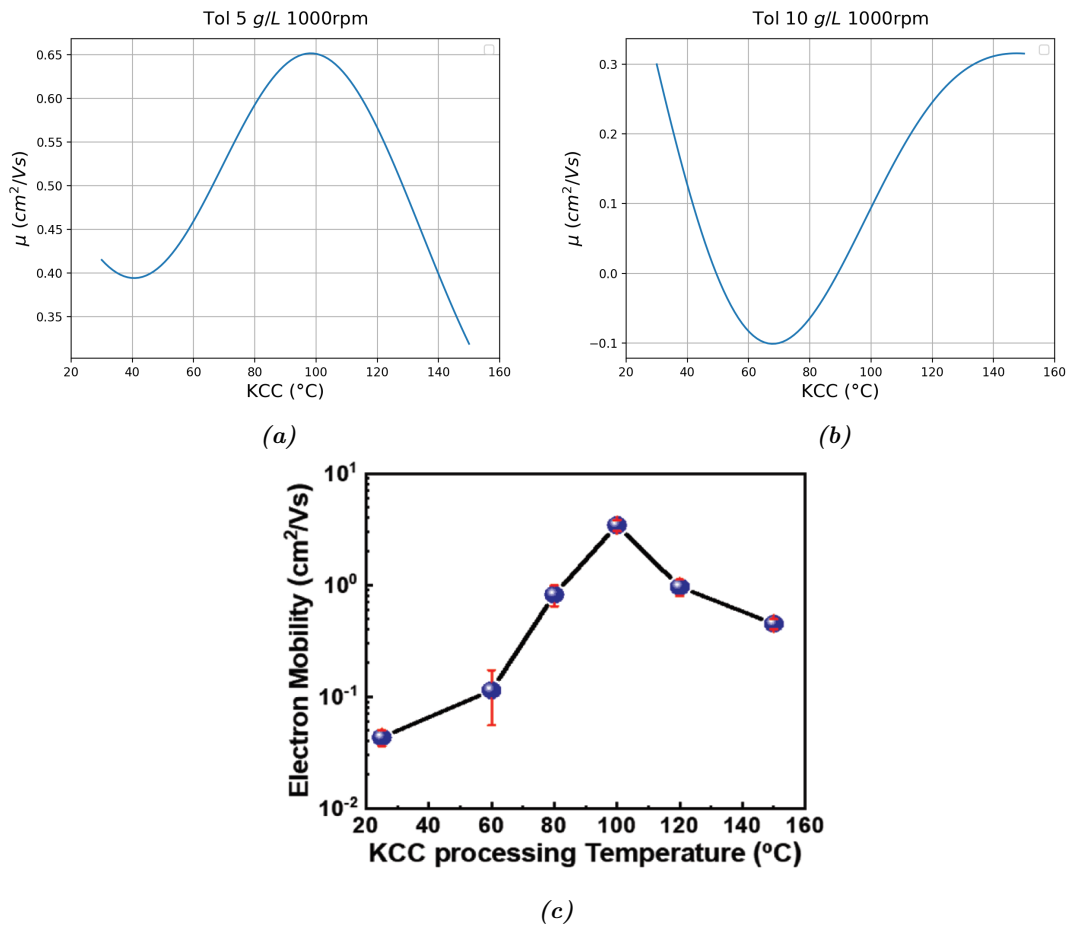 Tol 5 g/L 1000rpm
μ (cm²/Vs)
0.65
0.60
0.55
0.50
0.45
0.40
0.35
20 40 60 80 100 120 140 160
KCC (°C)
(a)
Tol 10 g/L 1000rpm
μ (cm²/Vs)
0.3
0.2
0.1
0.0
−0.1
20 40 60 80 100 120 140 160
KCC (°C)
(b)
Electron Mobility (cm²/Vs)
10¹
10⁰
10⁻¹
10⁻²
20 40 60 80 100 120 140 160
KCC processing Temperature (ºC)
(c)